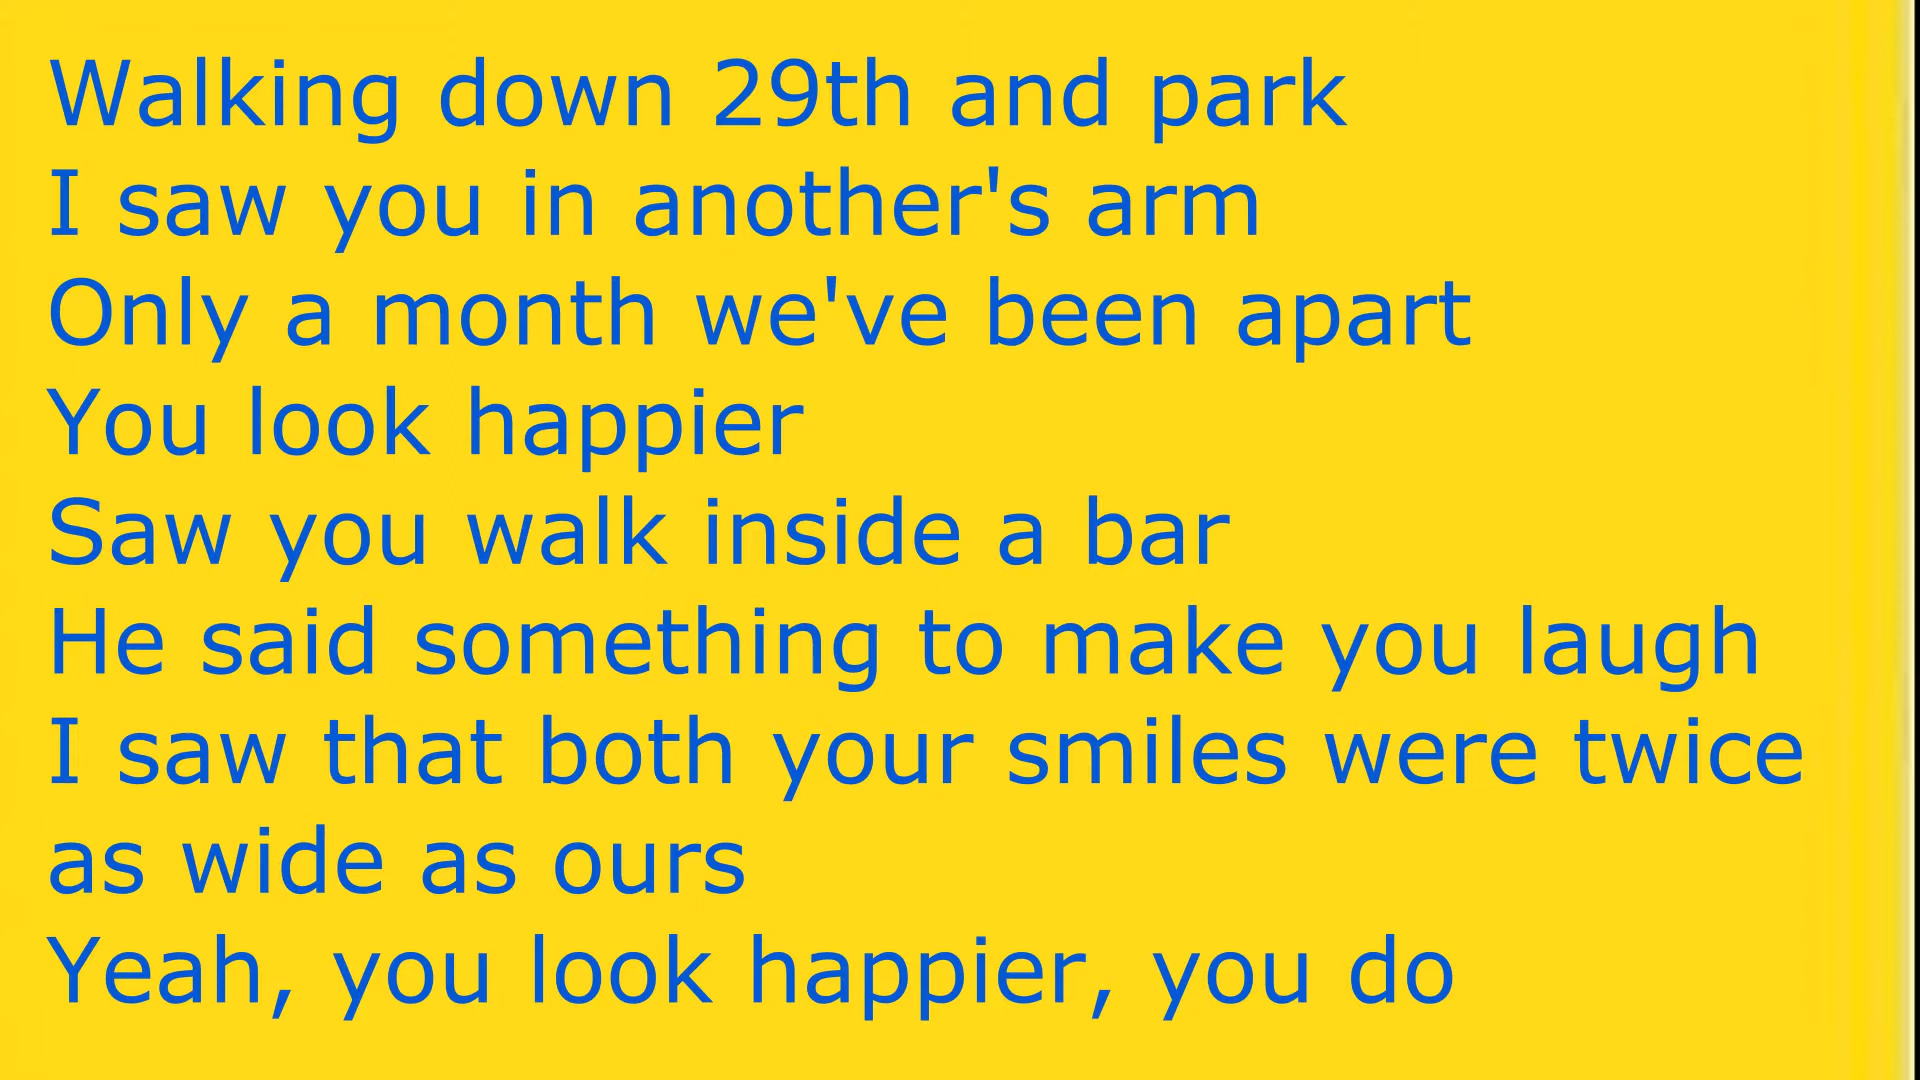 Walking down 29th and park
I saw you in another's arm
Only a month we've been apart
You look happier
Saw you walk inside a bar
He said something to make you laugh
I saw that both your smiles were twice
as wide as ours
Yeah, you look happier, you do